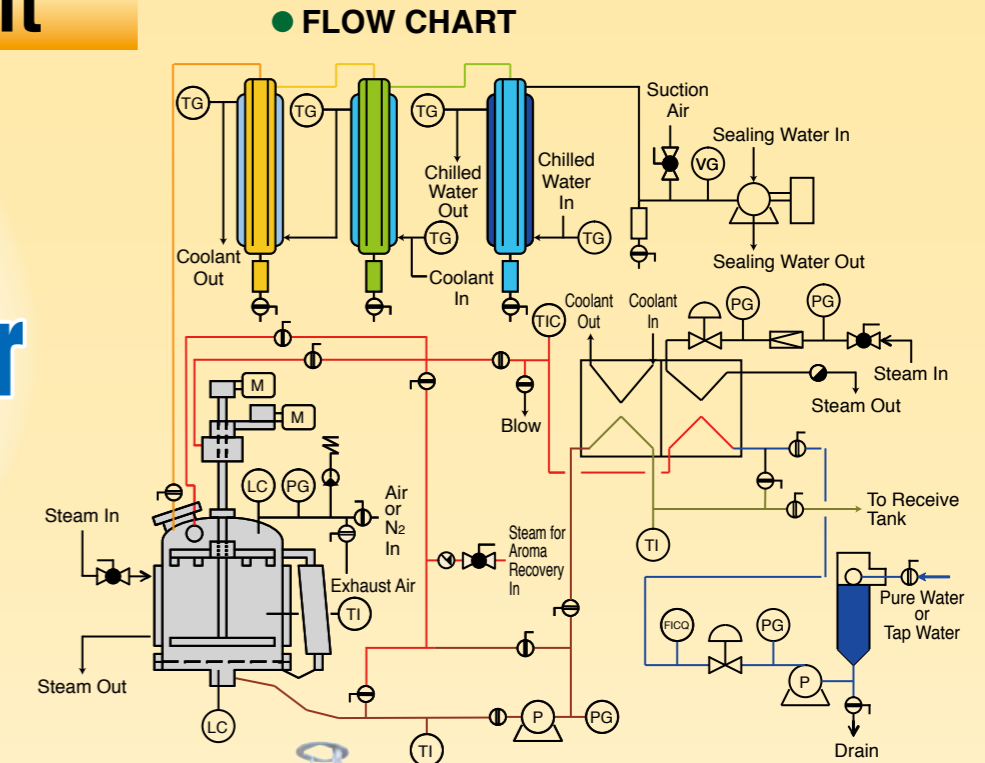 it
r
● FLOW CHART
TG
TG
TG
Suction
Air
Sealing Water In
VG
Chilled
Water
Out
Chilled
Water
In
TG
TG
Coolant
Out
Coolant
In
Sealing Water Out
TIC
Coolant
Out
Coolant
In
PG
PG
Steam In
Steam Out
Blow
M
M
LC
PG
Air
or
N2
In
Steam In
Exhaust Air
Steam for
Aroma
Recovery
In
To Receive
Tank
TI
TI
Pure Water
or
Tap Water
FICQ
PG
P
Steam Out
LC
TI
P
PG
Drain